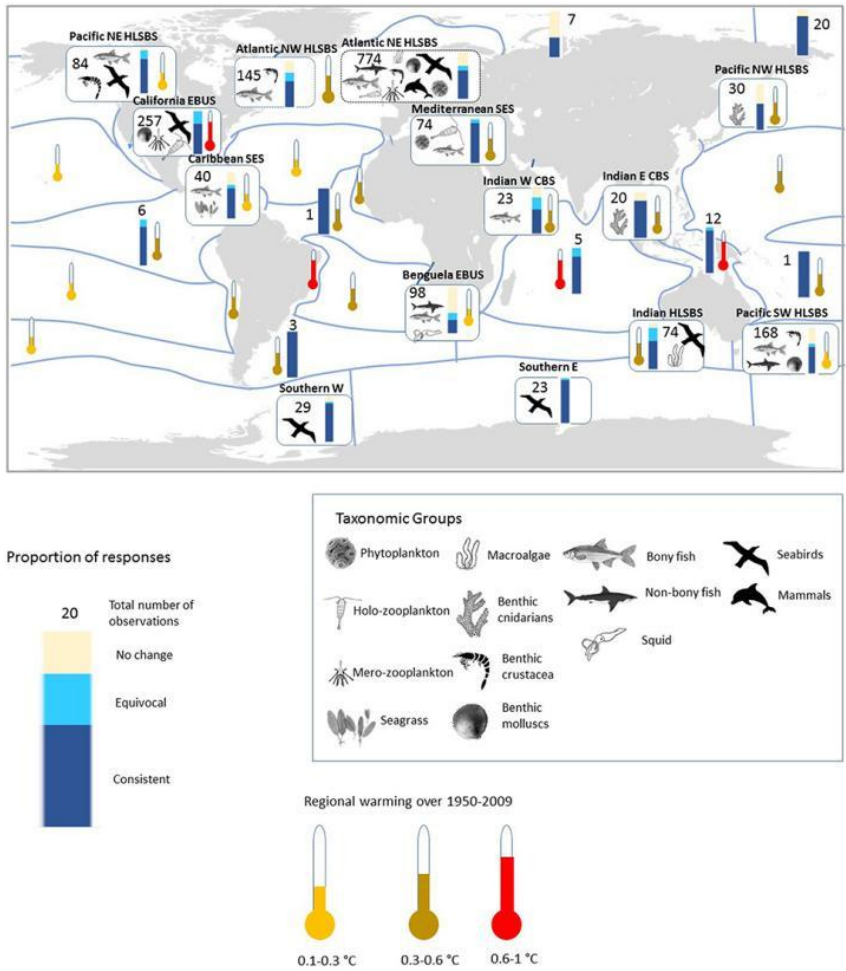 7
20
Pacific NE HLSBS
84
Atlantic NW HLSBS
145
Atlantic NE HLSBS
774
Pacific NW HLSBS
30
California EBUS
257
Mediterranean SES
74
Caribbean SES
40
Indian W CBS
23
Indian E CBS
20
6
1
5
12
1
Benguela EBUS
98
Indian HLSBS
74
Pacific SW HLSBS
168
3
Southern W
29
Southern E
23
Proportion of responses
20
Total number of
observations
No change
Equivocal
Consistent
Taxonomic Groups
Phytoplankton
Macroalgae
Bony fish
Seabirds
Holo-zooplankton
Benthic
cnidarians
Non-bony fish
Mammals
Squid
Mero-zooplankton
Benthic
crustacea
Seagrass
Benthic
molluscs
Regional warming over 1950-2009
0.1-0.3 °C
0.3-0.6 °C
0.6-1 °C